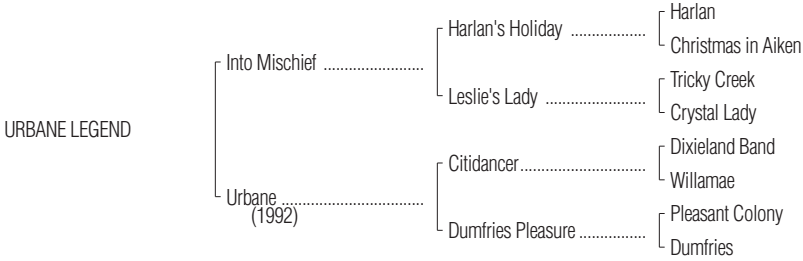 Harlan
Harlan's Holiday ..................
Christmas in Aiken
Into Mischief ........................
Tricky Creek
Leslie's Lady ........................
Crystal Lady
URBANE LEGEND
Dixieland Band
Citidancer..............................
Willamae
Urbane ..................................
(1992)
Pleasant Colony
Dumfries Pleasure ................
Dumfries